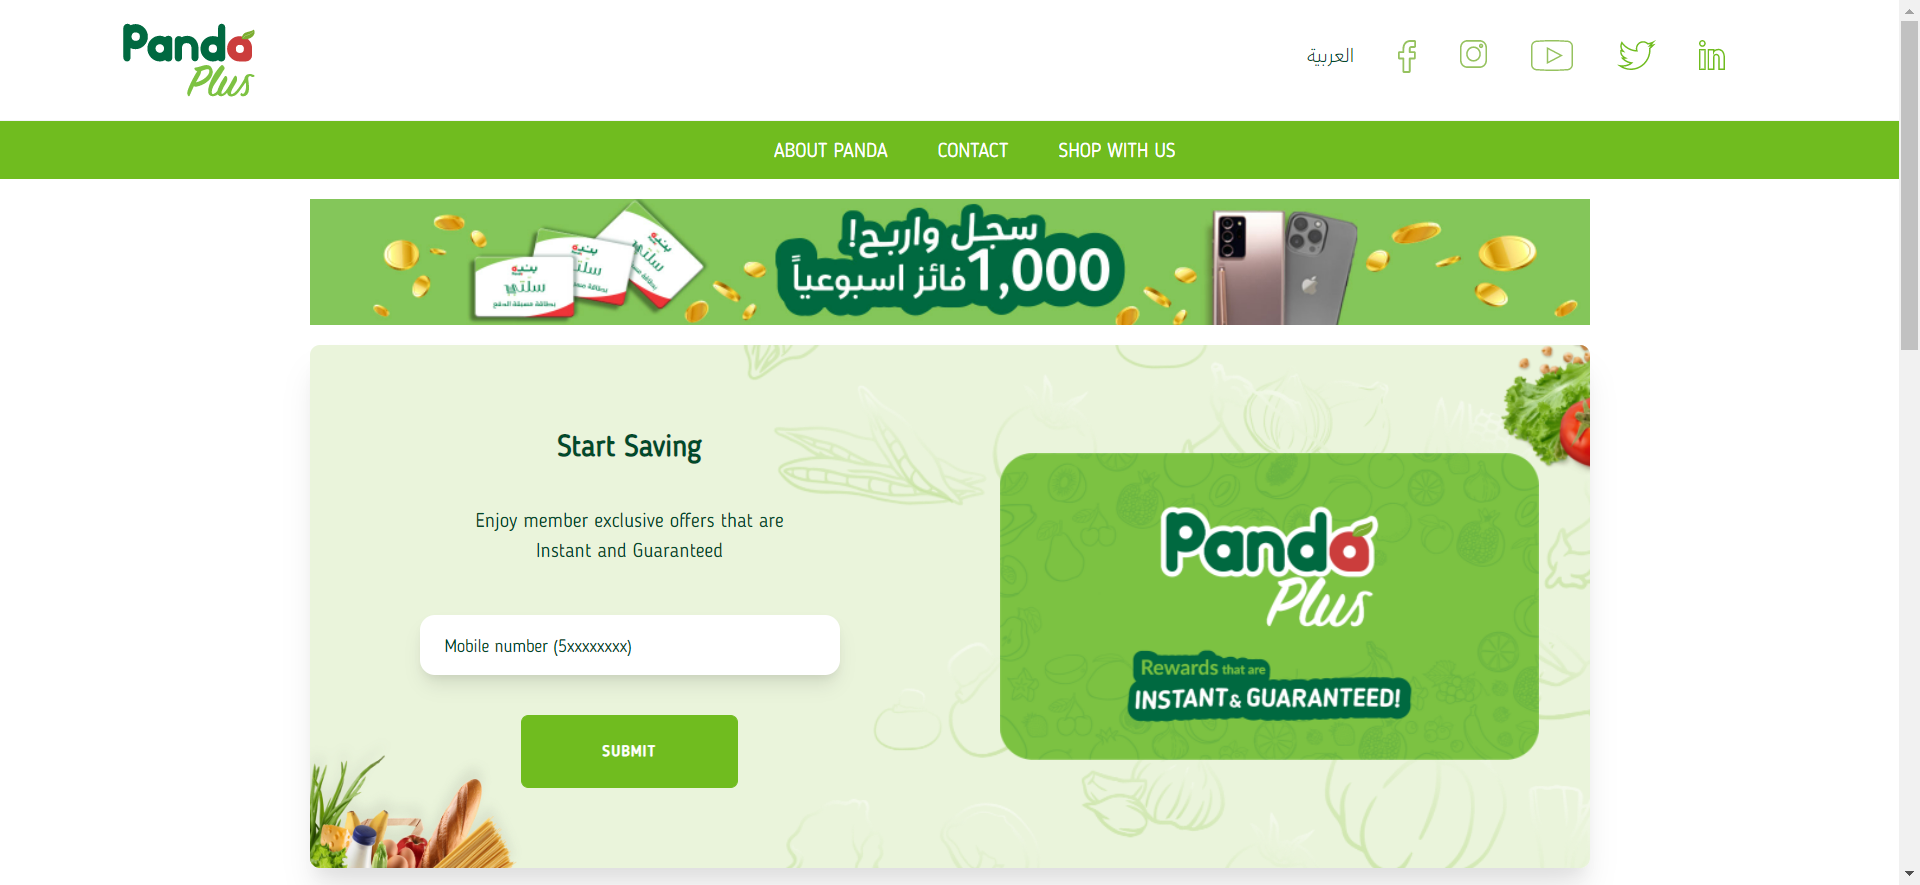 Panda
Plus
العربية
ABOUT PANDA
CONTACT
SHOP WITH US
بنده
سلتي
بطاقة مسبقة الدفع
سلتي
سلتي
سجل واربح!
1,000 فائز اسبوعياً
Start Saving
Enjoy member exclusive offers that are
Instant and Guaranteed
Mobile number (5xxxxxxxx)
SUBMIT
Panda
Plus
Rewards that are
INSTANT & GUARANTEED!